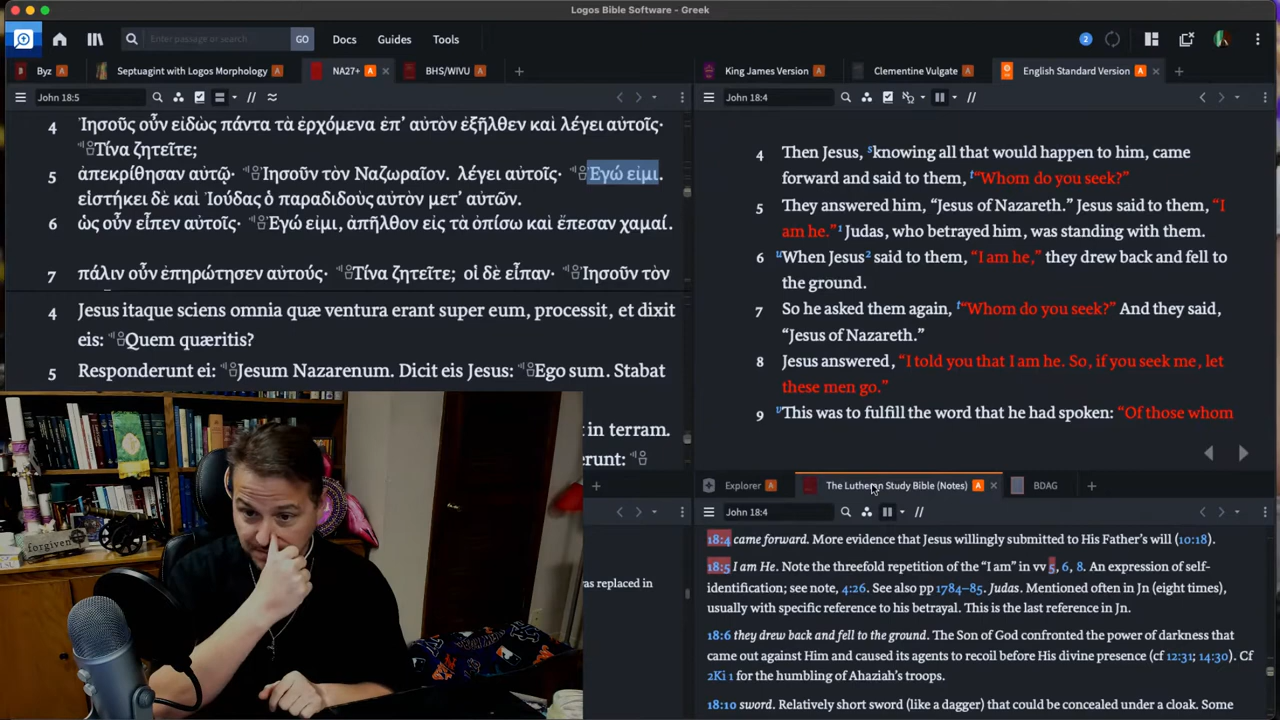 Logos Bible Software - Greek
Enter passage or search
GO
Docs
Guides
Tools
2
Byz A
Septuagint with Logos Morphology A
NA27+ A
BHS/WIVU A
John 18:5
4 Ἰησοῦς οὖν εἰδὼς πάντα τὰ ἐρχόμενα ἐπ’ αὐτὸν ἐξῆλθεν καὶ λέγει αὐτοῖς·
Τίνα ζητεῖτε;
5 ἀπεκρίθησαν αὐτῷ· Ἰησοῦν τὸν Ναζωραῖον. λέγει αὐτοῖς· Ἐγώ εἰμι.
εἱστήκει δὲ καὶ Ἰούδας ὁ παραδιδοὺς αὐτὸν μετ’ αὐτῶν.
6 ὡς οὖν εἶπεν αὐτοῖς· Ἐγώ εἰμι, ἀπῆλθον εἰς τὰ ὀπίσω καὶ ἔπεσαν χαμαί.
7 πάλιν οὖν ἐπηρώτησεν αὐτούς· Τίνα ζητεῖτε; οἱ δὲ εἶπαν· Ἰησοῦν τὸν
4 Jesus itaque sciens omnia quæ ventura erant super eum, processit, et dixit
eis: Quem quæritis?
5 Responderunt ei: Jesum Nazarenum. Dicit eis Jesus: Ego sum. Stabat
in terram.
erunt:
was replaced in
forgiven
King James Version A
Clementine Vulgate A
English Standard Version A
John 18:4
4 Then Jesus, s knowing all that would happen to him, came
forward and said to them, t “Whom do you seek?”
5 They answered him, “Jesus of Nazareth.” Jesus said to them, “I
am he.” 1 Judas, who betrayed him, was standing with them.
6 u When Jesus 2 said to them, “I am he,” they drew back and fell to
the ground.
7 So he asked them again, t “Whom do you seek?” And they said,
“Jesus of Nazareth.”
8 Jesus answered, “I told you that I am he. So, if you seek me, let
these men go.”
9 v This was to fulfill the word that he had spoken: “Of those whom
Explorer A
The Lutheran Study Bible (Notes) A
BDAG
John 18:4
18:4 came forward. More evidence that Jesus willingly submitted to His Father’s will (10:18).
18:5 I am He. Note the threefold repetition of the “I am” in vv 5, 6, 8. An expression of self-
identification; see note, 4:26. See also pp 1784–85. Judas. Mentioned often in Jn (eight times),
usually with specific reference to his betrayal. This is the last reference in Jn.
18:6 they drew back and fell to the ground. The Son of God confronted the power of darkness that
came out against Him and caused its agents to recoil before His divine presence (cf 12:31; 14:30). Cf
2Ki 1 for the humbling of Ahaziah’s troops.
18:10 sword. Relatively short sword (like a dagger) that could be concealed under a cloak. Some